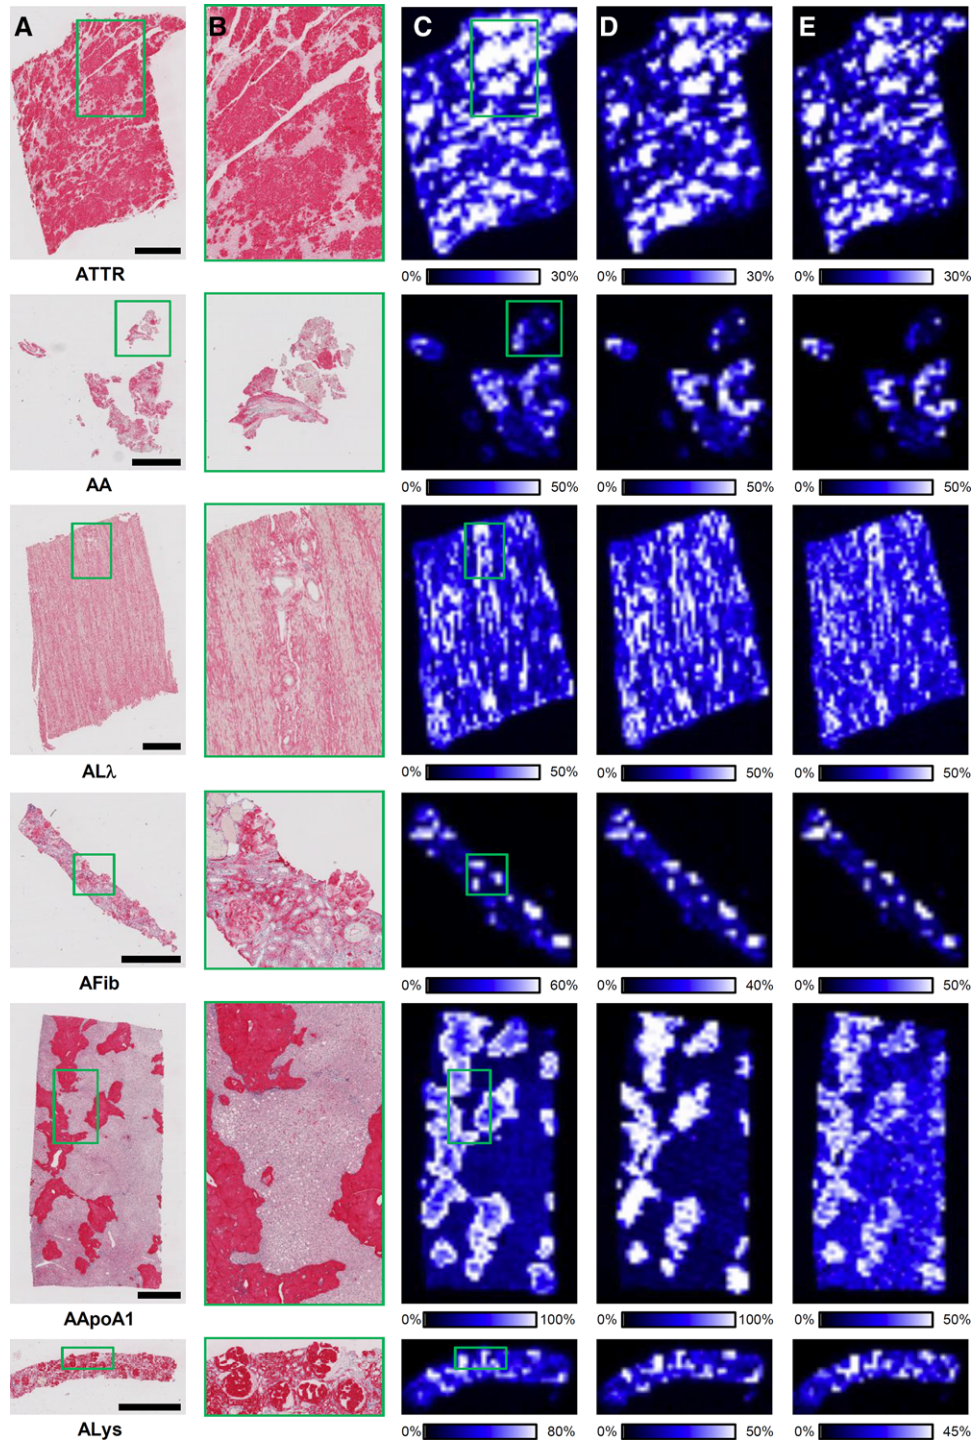 A B C D E
ATTR 0% 30% 0% 30% 0% 30%
AA 0% 50% 0% 50% 0% 50%
ALλ 0% 50% 0% 50% 0% 50%
AFib 0% 60% 0% 40% 0% 50%
AApoA1 0% 100% 0% 100% 0% 50%
ALys 0% 80% 0% 50% 0% 45%